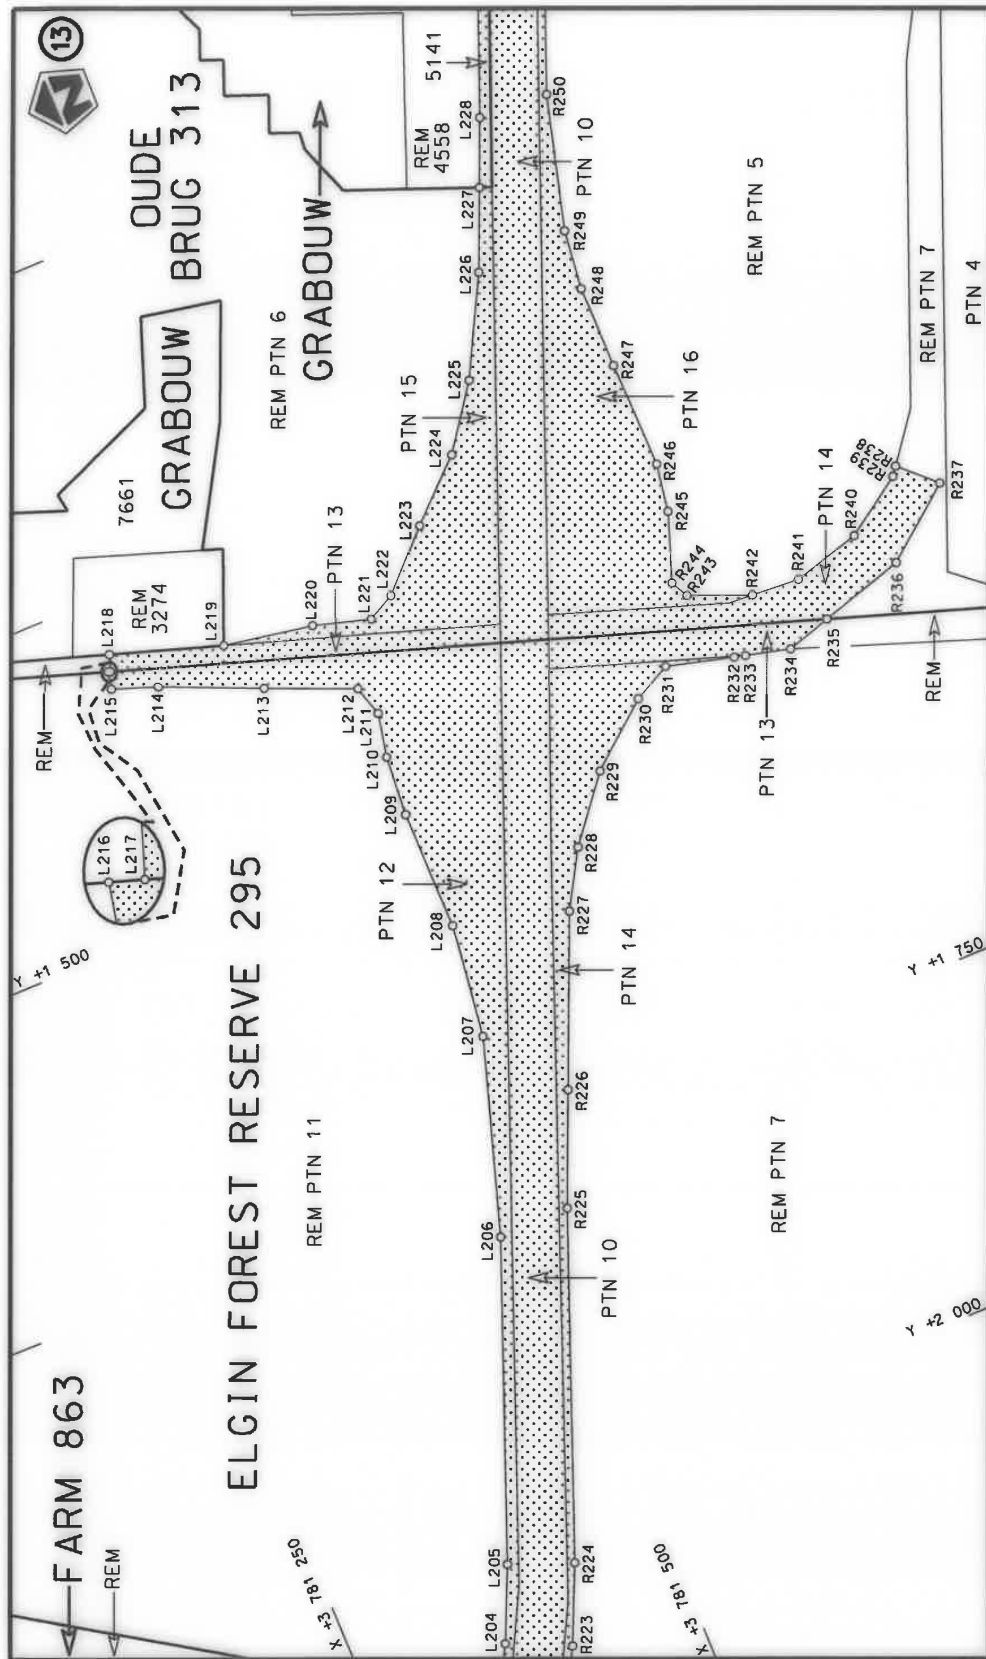 FARM 863
REM
ELGIN FOREST RESERVE 295
REM PTN 11
X +3 781 250
Y +1 500
REM
L216
L217
L215
L214
L213
L212
L211
L210
L209
PTN 12
L208
L207
L206
L205
L204
L218
REM
3274
L219
7661
GRABOUW
OUDE
BRUG 313
13
REM PTN 6
GRABOUW
L220
PTN 13
L221
L222
L223
L224
PTN 15
L225
L226
L227
REM
4558
L228
5141
R223
R224
X +3 781 500
PTN 10
R225
R226
REM PTN 7
PTN 14
R227
R228
R229
R230
R231
R232
R233
R234
PTN 13
R235
R236
R237
R238
R239
R240
PTN 14
R241
R242
R243
R244
R245
R246
PTN 16
R247
R248
R249
PTN 10
R250
REM PTN 5
REM PTN 7
PTN 4
REM
Y +1 750
Y +2 000